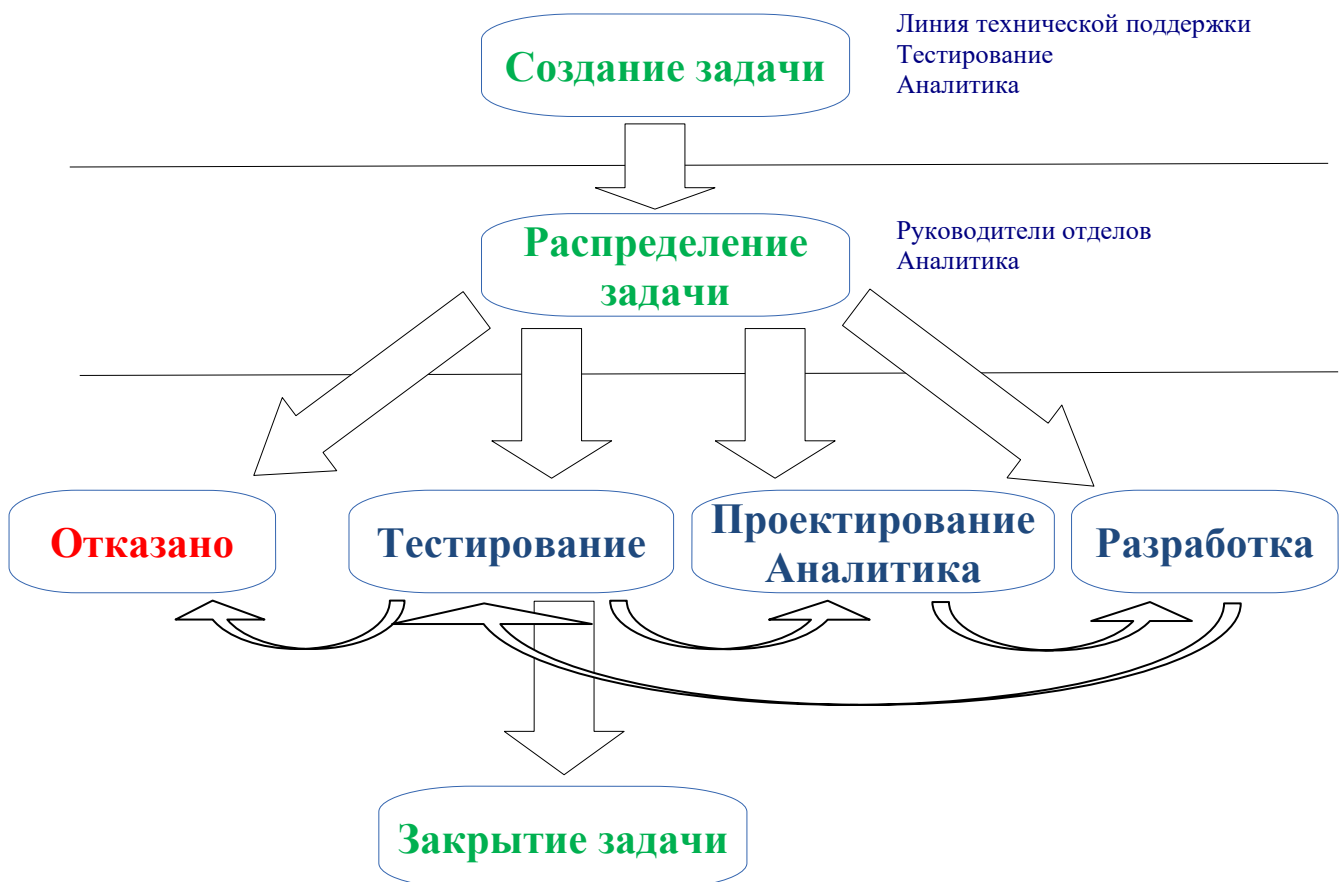 Создание задачи
Линия технической поддержки
Тестирование
Аналитика
Распределение
задачи
Руководители отделов
Аналитика
Отказано
Тестирование
Проектирование
Аналитика
Разработка
Закрытие задачи